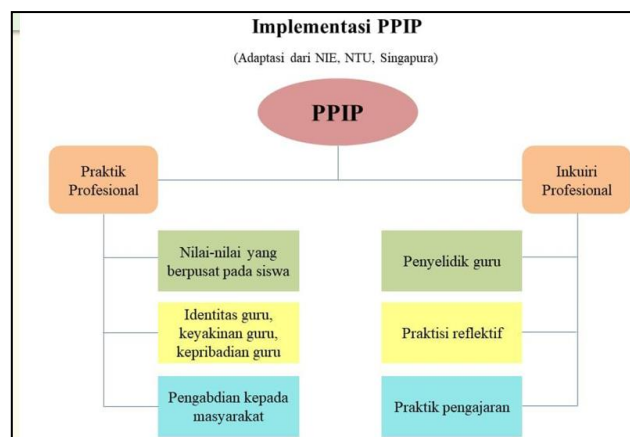 Implementasi PPIP
(Adaptasi dari NIE, NTU, Singapura)
PPIP
Praktik
Profesional
Inkuiri
Profesional
Nilai-nilai yang
berpusat pada siswa
Penyelidik guru
Identitas guru,
keyakinan guru,
kepribadian guru
Praktisi reflektif
Pengabdian kepada
masyarakat
Praktik pengajaran